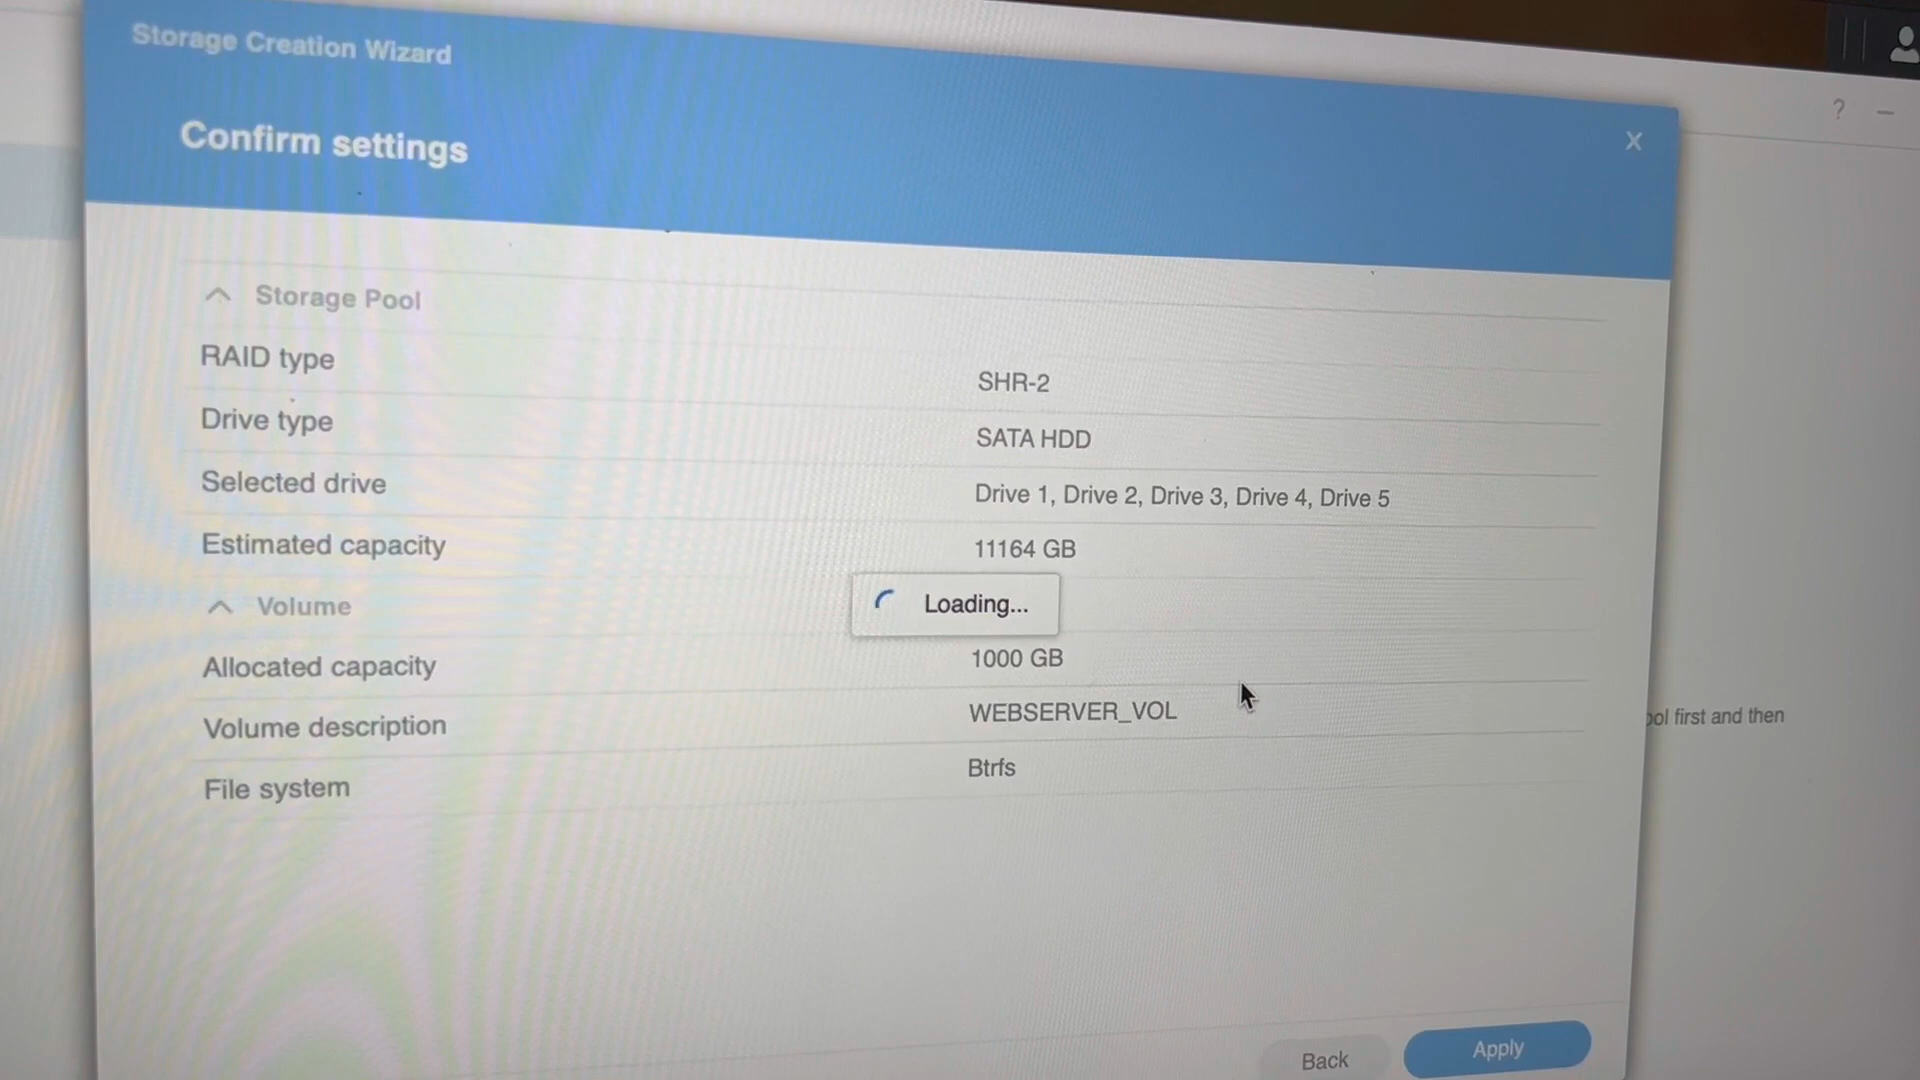 Storage Creation Wizard
Confirm settings
X
?
Storage Pool
RAID type SHR-2
Drive type SATA HDD
Selected drive Drive 1, Drive 2, Drive 3, Drive 4, Drive 5
Estimated capacity 11164 GB
Volume
Loading...
Allocated capacity 1000 GB
Volume description WEBSERVER_VOL
File system Btrfs
first and then
Back Apply